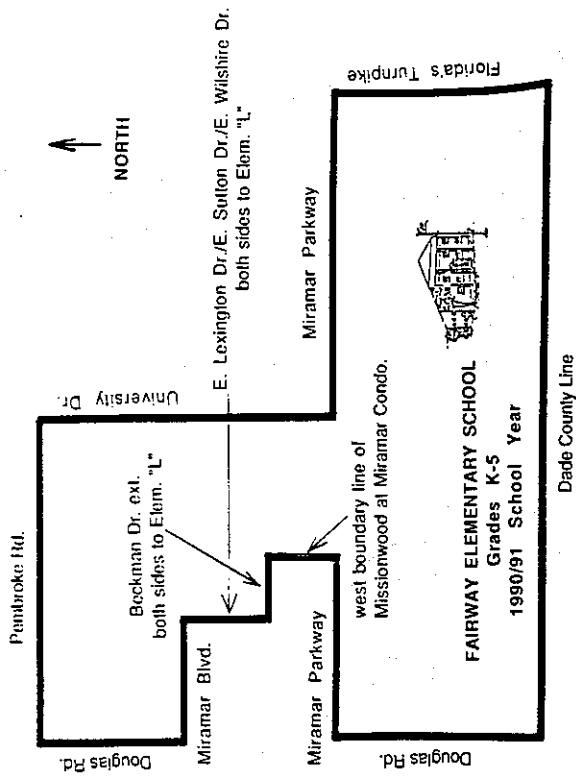 Pembroke Rd.
NORTH
Beckman Dr. ext.
both sides to Elem. "L"
University Dr.
E. Lexington Dr./E. Sutton Dr./E. Wilshire Dr.
both sides to Elem. "L"
Douglas Rd.
Miramar Blvd.
Miramar Parkway
west boundary line of
Missionwood at Miramar Condo.
Miramar Parkway
Florida's Turnpike
Douglas Rd.
FAIRWAY ELEMENTARY SCHOOL
Grades K-5
1990/91 School Year
Dade County Line